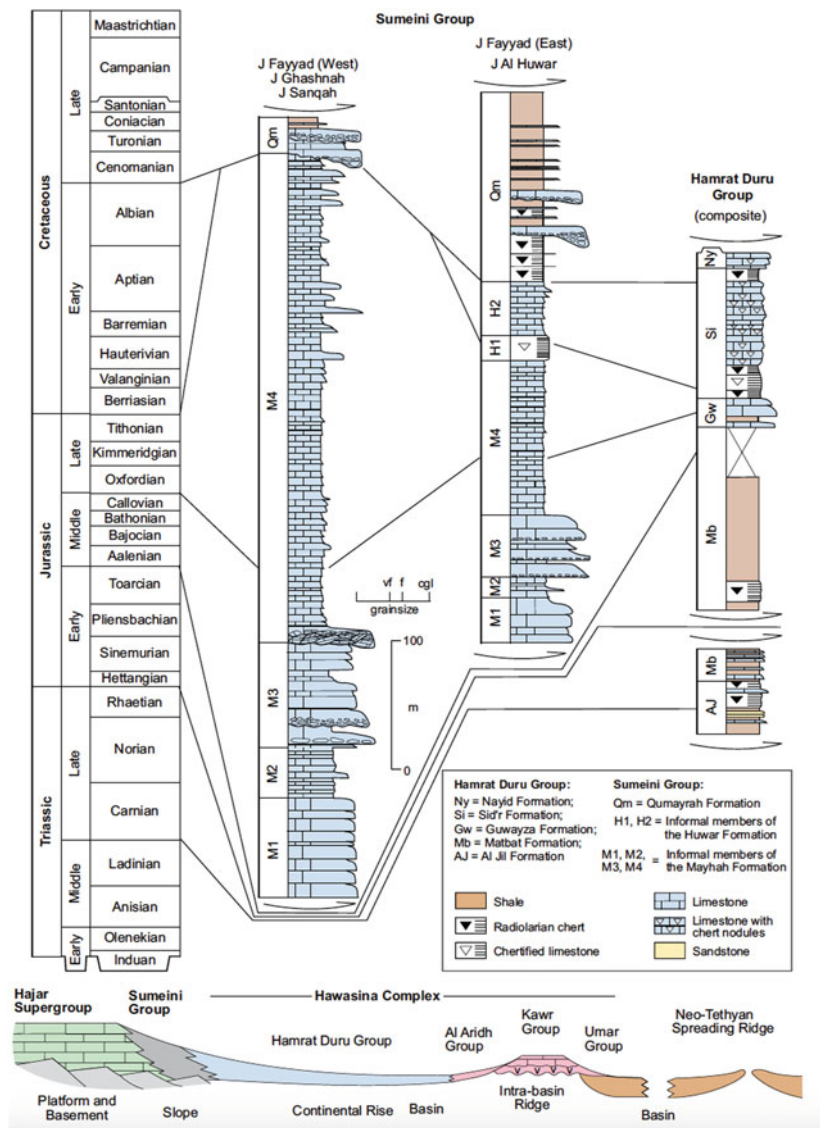 Sumeini Group
J Fayyad (West)
J Ghashnah
J Sanqah
J Fayyad (East)
J Al Huwar
Hamrat Duru
Group
(composite)
Cretaceous
Late
Early
Jurassic
Late
Middle
Early
Triassic
Late
Middle
Early
Maastrichtian
Campanian
Santonian
Coniacian
Turonian
Cenomanian
Albian
Aptian
Barremian
Hauterivian
Valanginian
Berriasian
Tithonian
Kimmeridgian
Oxfordian
Callovian
Bathonian
Bajocian
Aalenian
Toarcian
Pliensbachian
Sinemurian
Hettangian
Rhaetian
Norian
Carnian
Ladinian
Anisian
Olenekian
Induan
Qm
M4
M3
M2
M1
Qm
H2
H1
M4
M3
M2
M1
Ny
Si
Gw
Mb
Mb
AJ
vf f cgl
grainsize
100
m
0
Hamrat Duru Group:
Ny = Nayid Formation;
Si = Sid'r Formation;
Gw = Guwayza Formation;
Mb = Matbat Formation;
AJ = Al Jil Formation
Sumeini Group:
Qm = Qumayrah Formation
H1, H2 = Informal members of
the Huwar Formation
M1, M2,
M3, M4 = Informal members of
the Mayhah Formation
Shale
Radiolarian chert
Chertified limestone
Limestone
Limestone with
chert nodules
Sandstone
Hajar
Supergroup
Sumeini
Group
Hawasina Complex
Hamrat Duru Group
Al Aridh
Group
Kawr
Group
Umar
Group
Neo-Tethyan
Spreading Ridge
Platform and
Basement
Slope
Continental Rise
Basin
Intra-basin
Ridge
Basin